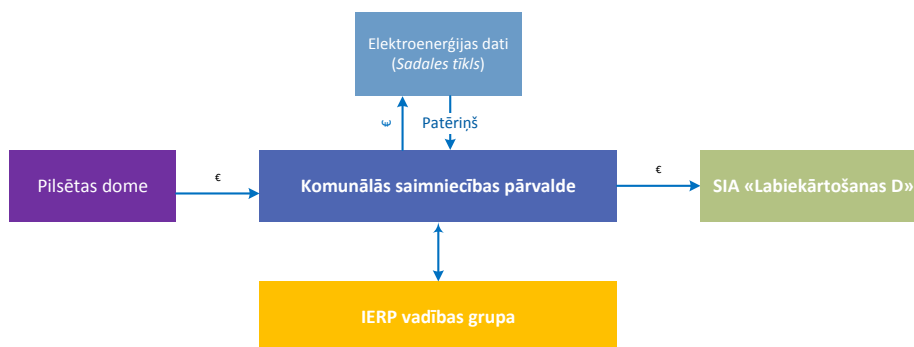 Elektroenerģijas dati
(Sadales tīkls)
€
Patēriņš
Pilsētas dome
€
Komunālās saimniecības pārvalde
€
SIA «Labiekārtošanas D»
IERP vadības grupa